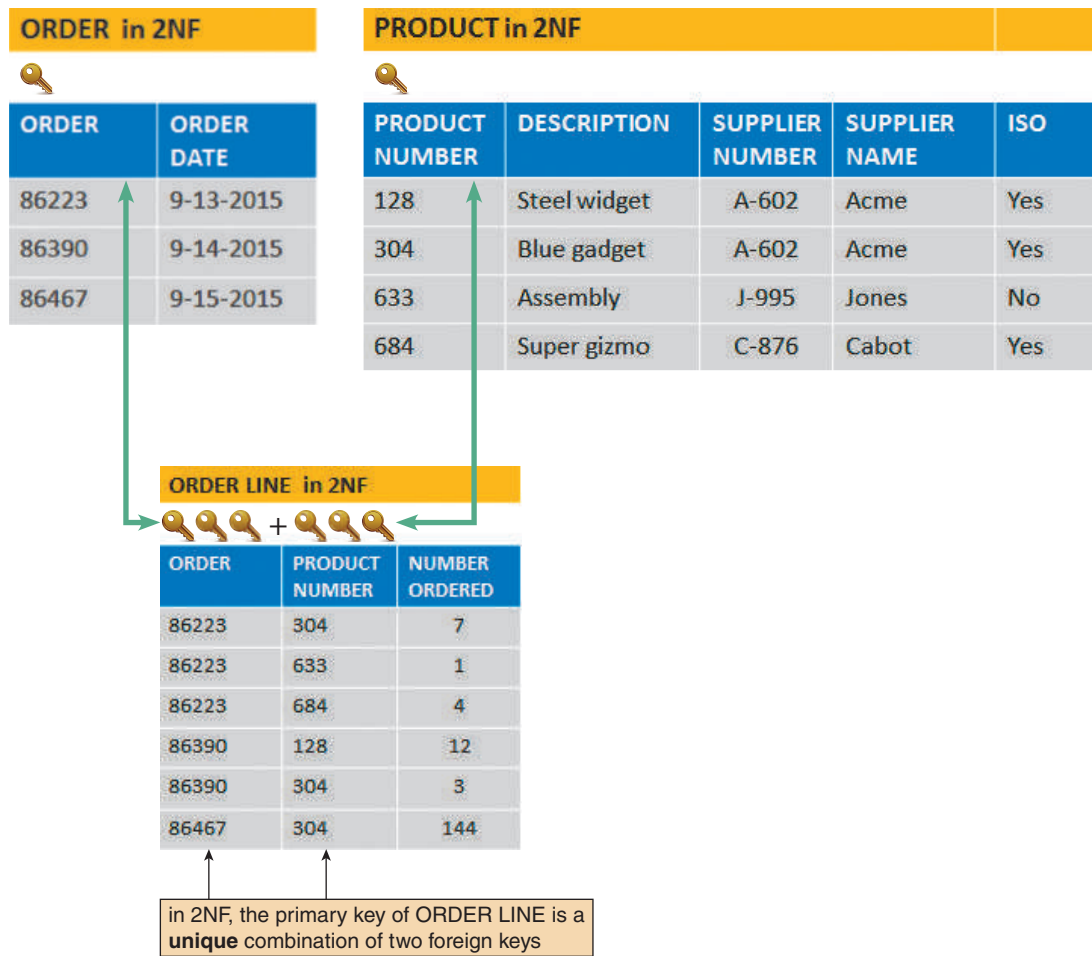 ORDER in 2NF
ORDER ORDER DATE
86223 9-13-2015
86390 9-14-2015
86467 9-15-2015
PRODUCT in 2NF
PRODUCT NUMBER DESCRIPTION SUPPLIER NUMBER SUPPLIER NAME ISO
128 Steel widget A-602 Acme Yes
304 Blue gadget A-602 Acme Yes
633 Assembly J-995 Jones No
684 Super gizmo C-876 Cabot Yes
ORDER LINE in 2NF
+
ORDER PRODUCT NUMBER NUMBER ORDERED
86223 304 7
86223 633 1
86223 684 4
86390 128 12
86390 304 3
86467 304 144
in 2NF, the primary key of ORDER LINE is a
unique combination of two foreign keys